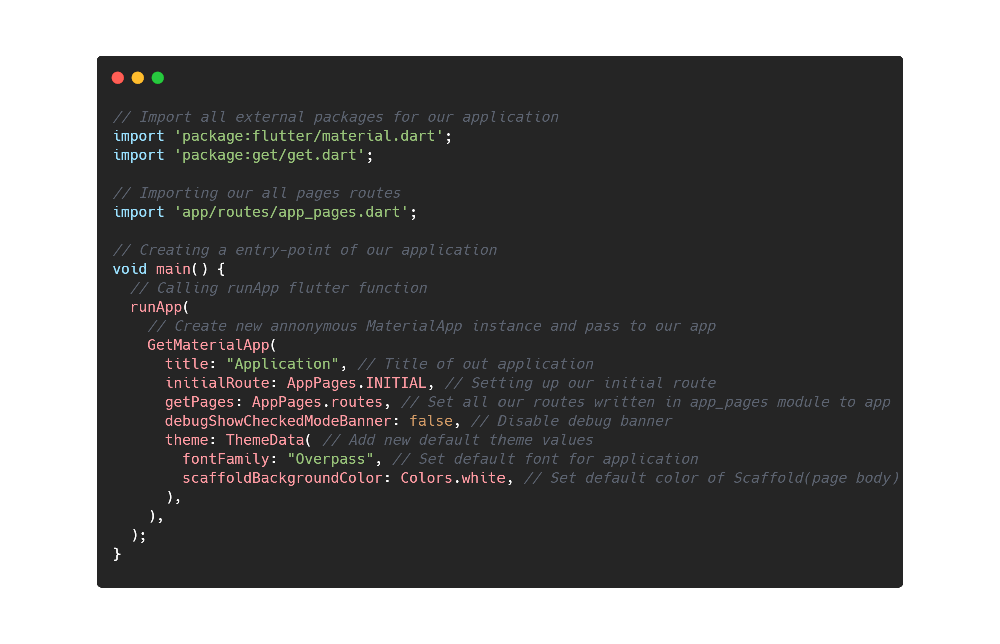 // Import all external packages for our application
import 'package:flutter/material.dart';
import 'package:get/get.dart';

// Importing our all pages routes
import 'app/routes/app_pages.dart';

// Creating a entry-point of our application
void main() {
  // Calling runApp flutter function
  runApp(
    // Create new annonymous MaterialApp instance and pass to our app
    GetMaterialApp(
      title: "Application", // Title of out application
      initialRoute: AppPages.INITIAL, // Setting up our initial route
      getPages: AppPages.routes, // Set all our routes written in app_pages module to app
      debugShowCheckedModeBanner: false, // Disable debug banner
      theme: ThemeData( // Add new default theme values
        fontFamily: "Overpass", // Set default font for application
        scaffoldBackgroundColor: Colors.white, // Set default color of Scaffold(page body)
      ),
    ),
  );
}